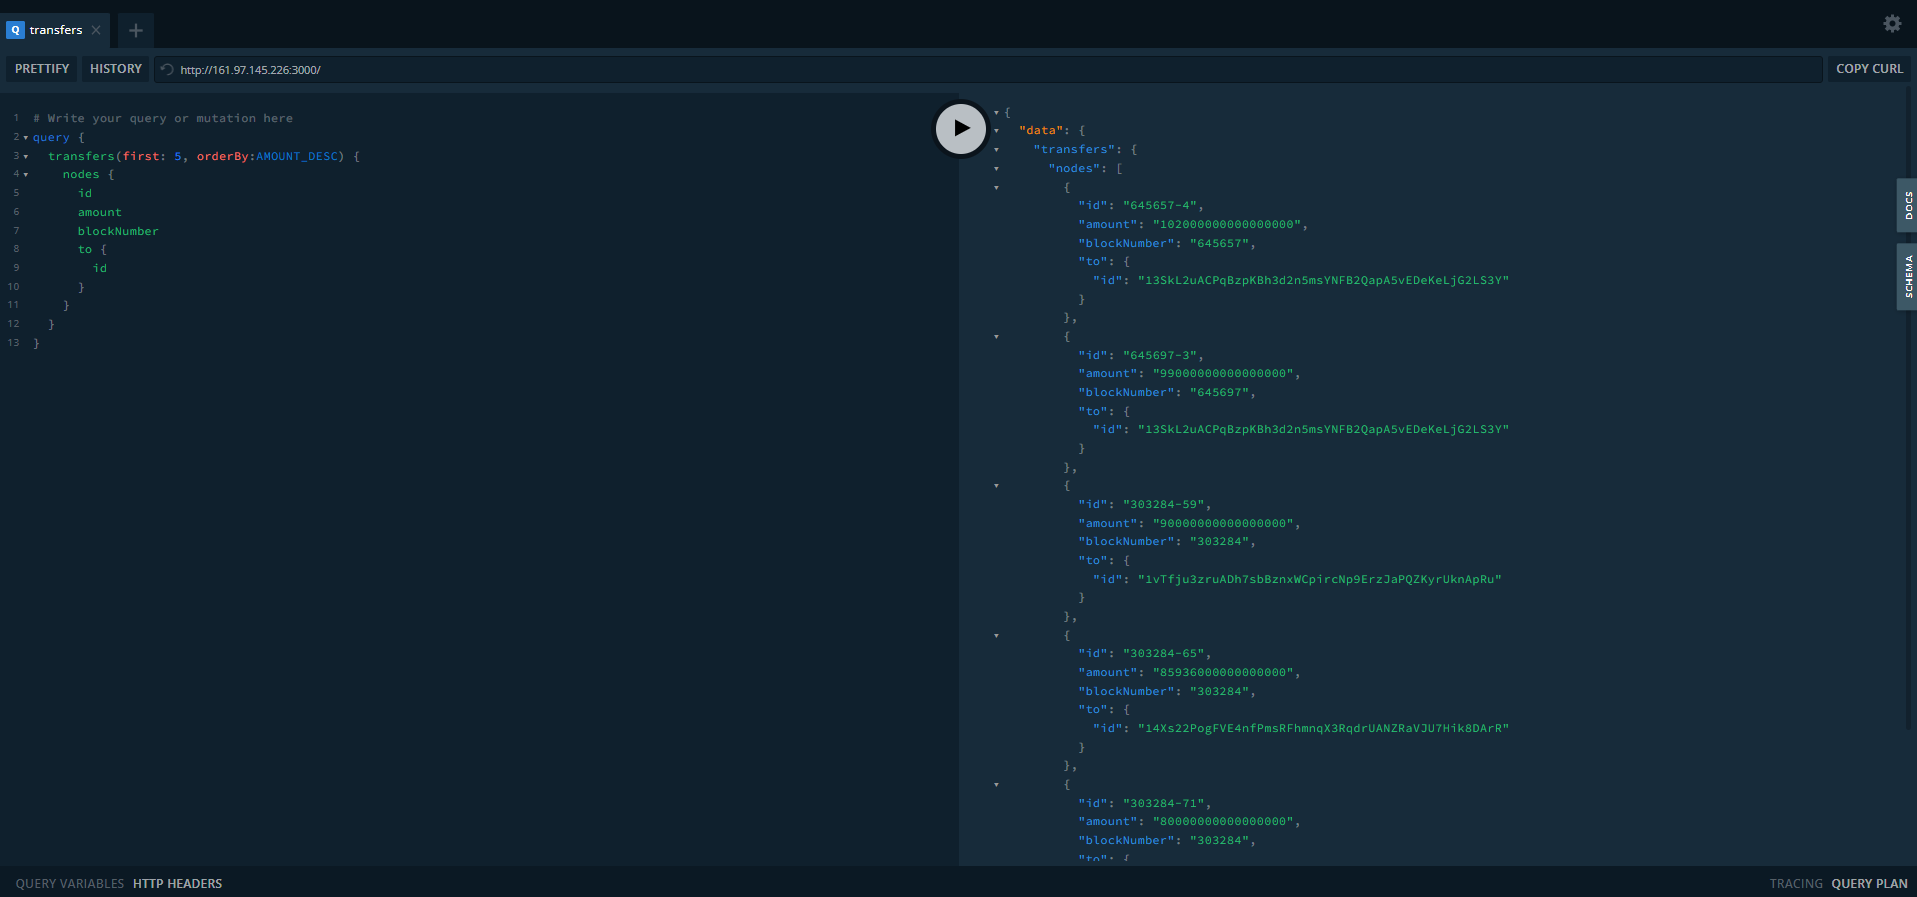 Q transfers
PRETTIFY HISTORY http://161.97.145.226:3000/ COPY CURL
1 # Write your query or mutation here
2 query {
3 transfers(first: 5, orderBy:AMOUNT_DESC) {
4 nodes {
5 id
6 amount
7 blockNumber
8 to {
9 id
10 }
11 }
12 }
13 }
{
"data": {
"transfers": {
"nodes": [
{
"id": "645657-4",
"amount": "102000000000000000",
"blockNumber": "645657",
"to": {
"id": "13SkL2uACPqBzpKBh3d2n5msYNFB2QapA5vEDeKeLjG2LS3Y"
}
},
{
"id": "645697-3",
"amount": "99000000000000000",
"blockNumber": "645697",
"to": {
"id": "13SkL2uACPqBzpKBh3d2n5msYNFB2QapA5vEDeKeLjG2LS3Y"
}
},
{
"id": "303284-59",
"amount": "90000000000000000",
"blockNumber": "303284",
"to": {
"id": "1vTfju3zruADh7sbBznxWCpircNp9ErzJaPQZKyrUknApRu"
}
},
{
"id": "303284-65",
"amount": "85936000000000000",
"blockNumber": "303284",
"to": {
"id": "14Xs22PogFVE4nfPmsRFhmnqX3RqdrUANZRaVJU7Hik8DArR"
}
},
{
"id": "303284-71",
"amount": "80000000000000000",
"blockNumber": "303284",
"to": {
DOCS
SCHEMA
QUERY VARIABLES HTTP HEADERS
TRACING QUERY PLAN